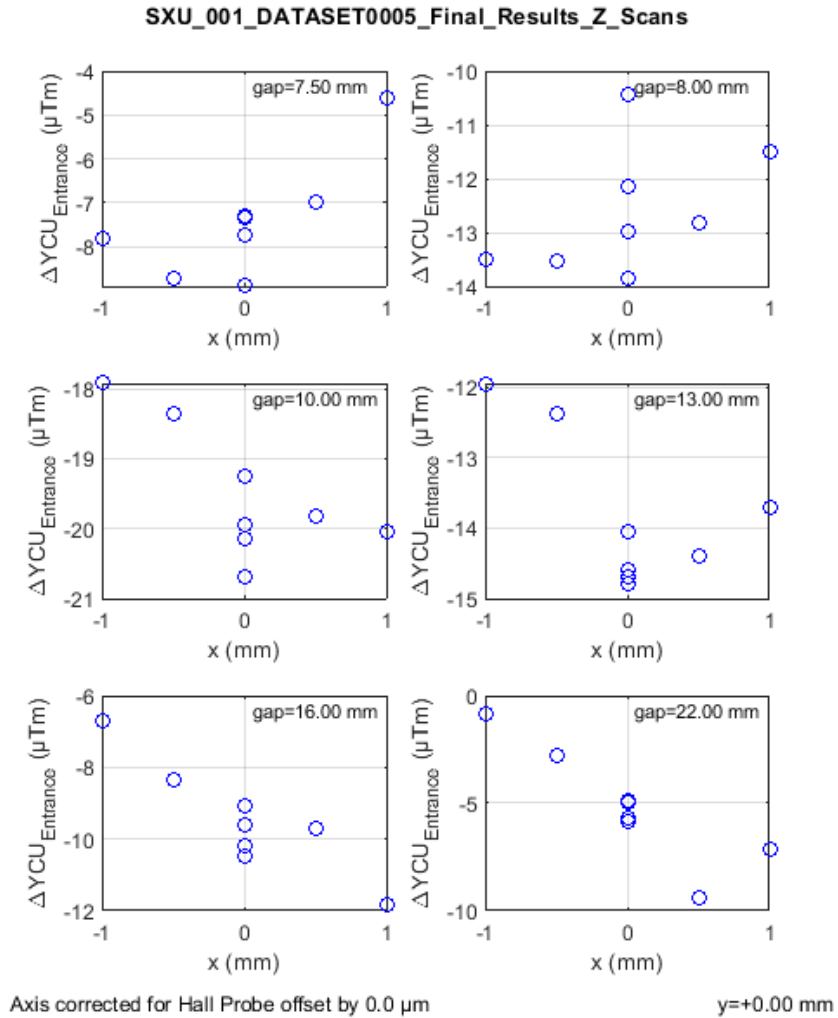 SXU_001_DATASET0005_Final_Results_Z_Scans
gap=7.50 mm
ΔYCU_Entrance (μTm)
-4
-5
-6
-7
-8
-1
0
1
x (mm)
gap=8.00 mm
ΔYCU_Entrance (μTm)
-10
-11
-12
-13
-14
-1
0
1
x (mm)
gap=10.00 mm
ΔYCU_Entrance (μTm)
-18
-19
-20
-21
-1
0
1
x (mm)
gap=13.00 mm
ΔYCU_Entrance (μTm)
-12
-13
-14
-15
-1
0
1
x (mm)
gap=16.00 mm
ΔYCU_Entrance (μTm)
-6
-8
-10
-12
-1
0
1
x (mm)
gap=22.00 mm
ΔYCU_Entrance (μTm)
0
-5
-10
-1
0
1
x (mm)
Axis corrected for Hall Probe offset by 0.0 μm
y=+0.00 mm